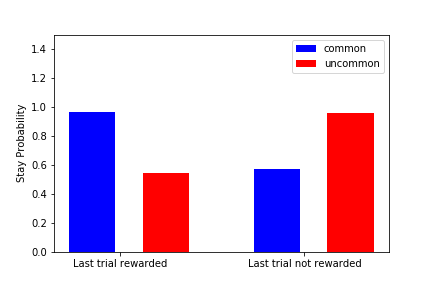 1.4
1.2
1.0
0.8
0.6
0.4
0.2
0.0
Stay Probability
common
uncommon
Last trial rewarded
Last trial not rewarded